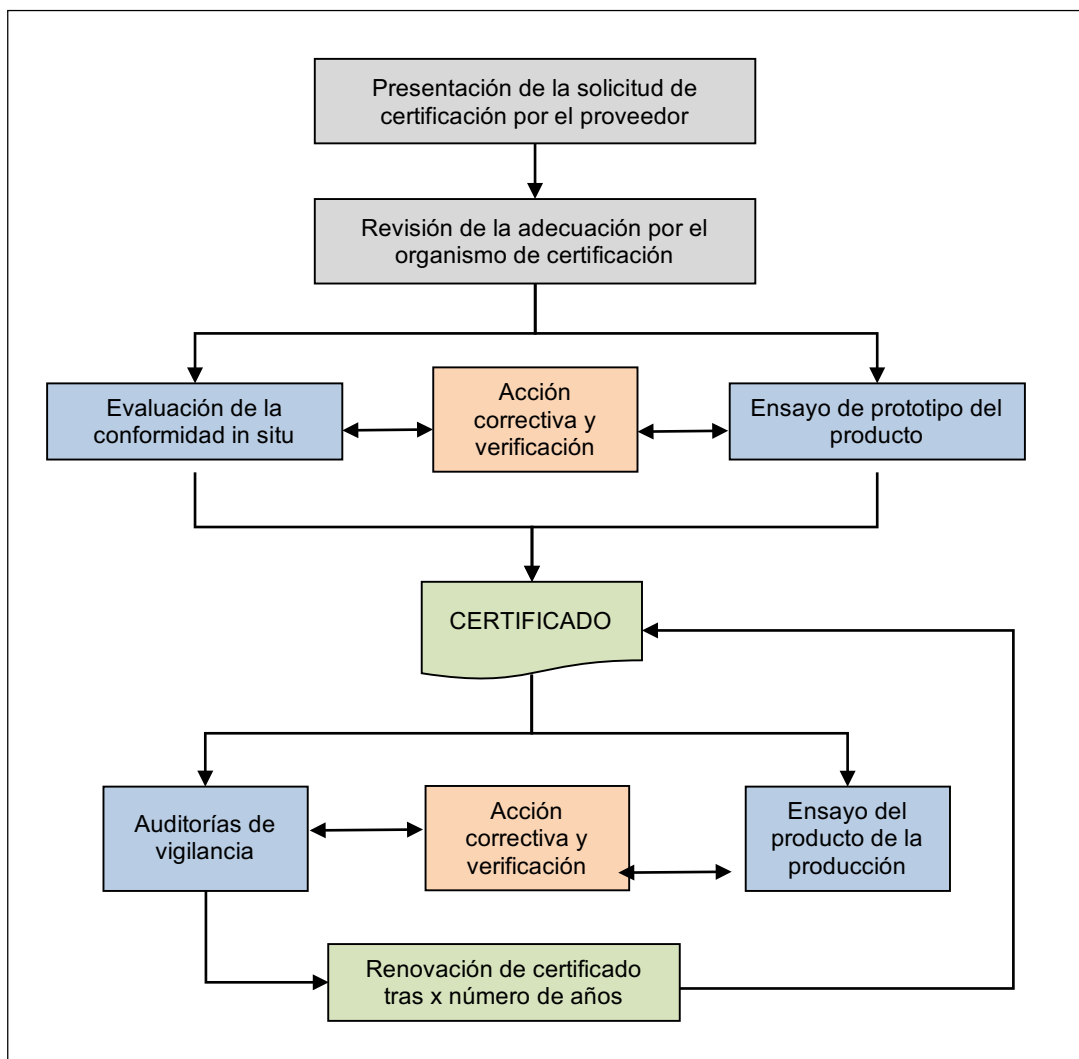 Presentación de la solicitud de
certificación por el proveedor
Revisión de la adecuación por el
organismo de certificación
Evaluación de la
conformidad in situ
Acción
correctiva y
verificación
Ensayo de prototipo del
producto
CERTIFICADO
Auditorías de
vigilancia
Acción
correctiva y
verificación
Ensayo del
producto de la
producción
Renovación de certificado
tras x número de años